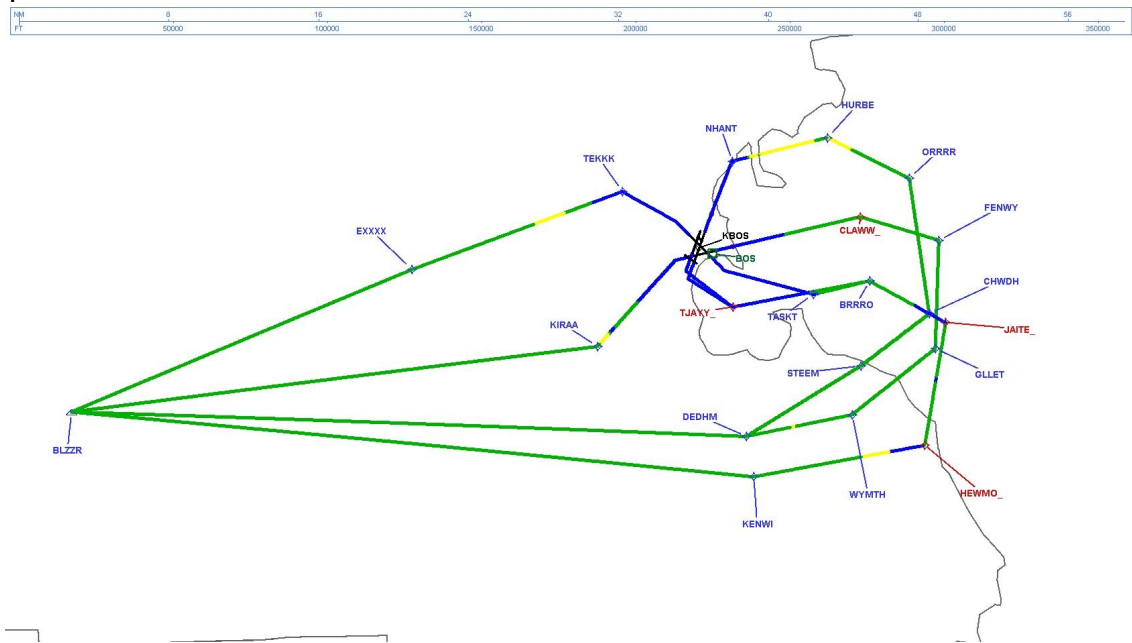 NM 8 16 24 32 40 48 56
FT 50000 100000 150000 200000 250000 300000 350000
HURBE
NHANT
TEKKK
ORRRR
FENWY
EXXXX
CLAWW_
KBOS
BOS
CHWDH
BRRRO
TJAYY_
TASKT
KIRAA
JAITE_
STEEM
GLLET
DEDHM
BLZZR
WYMTH
HEWMO_
KENWI